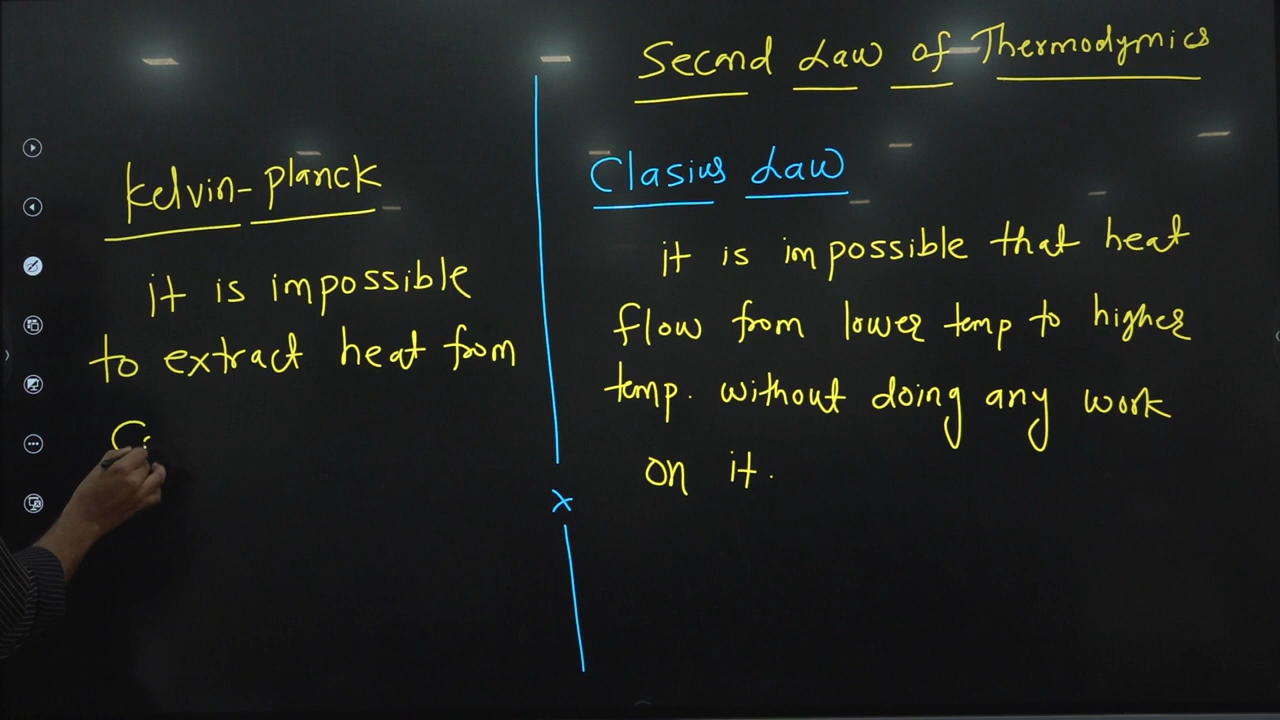 Second Law of Thermodymics
Kelvin-planck
it is impossible
to extract heat from
Clasius Law
it is impossible that heat
flow from lower temp to higher
temp. without doing any work
on it.
x